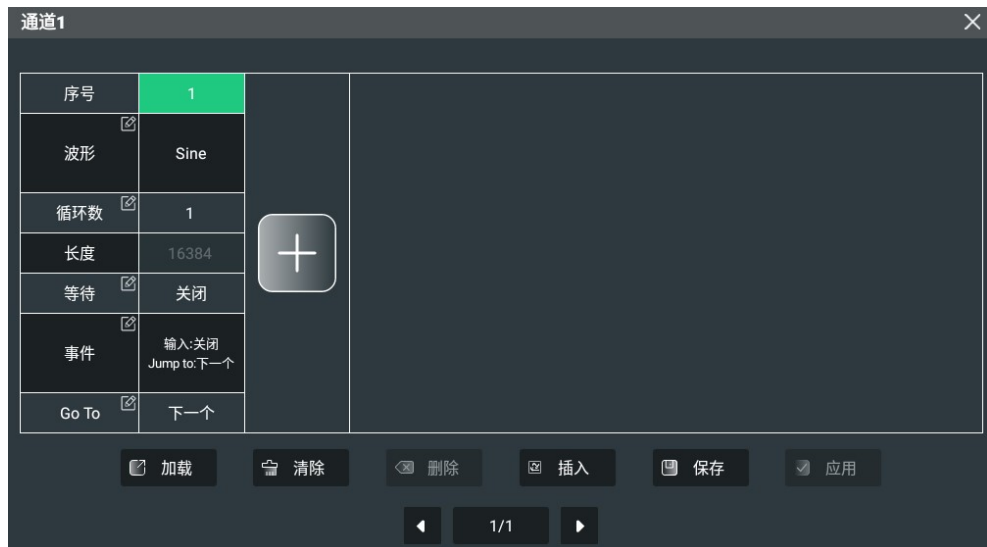 通道1
序号 1
波形 Sine
循环数 1
长度 16384
等待 关闭
事件 输入:关闭
Jump to:下一个
Go To 下一个
加载 清除 删除 插入 保存 应用
1/1